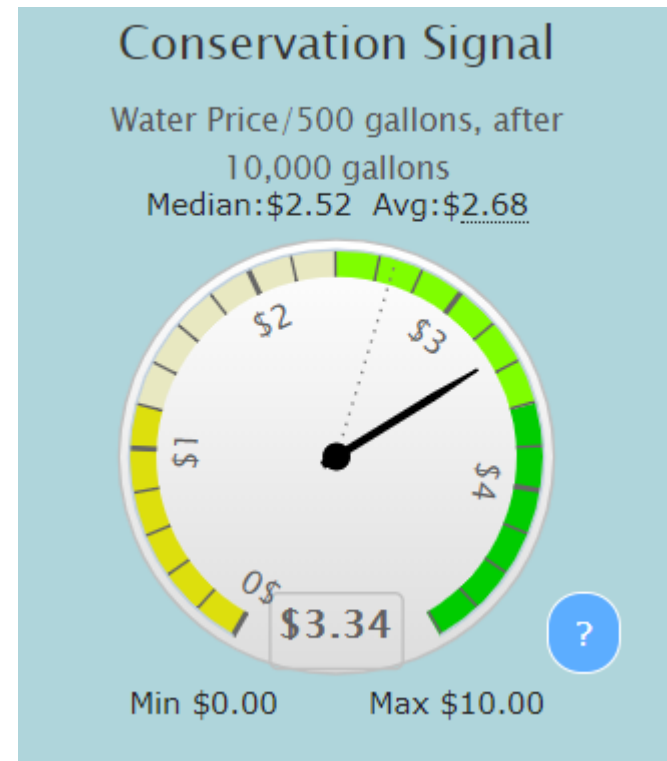 Conservation Signal
Water Price/500 gallons, after
10,000 gallons
Median:$2.52 Avg:$2.68
$0
$1
$2
$3
$4
$3.34
?
Min $0.00 Max $10.00